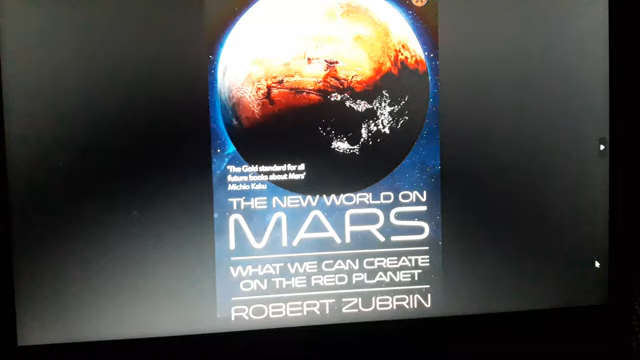 'The Gold standard for all
future books about Mars'
Michio Kaku
THE NEW WORLD ON
MARS
WHAT WE CAN CREATE
ON THE RED PLANET
ROBERT ZUBRIN